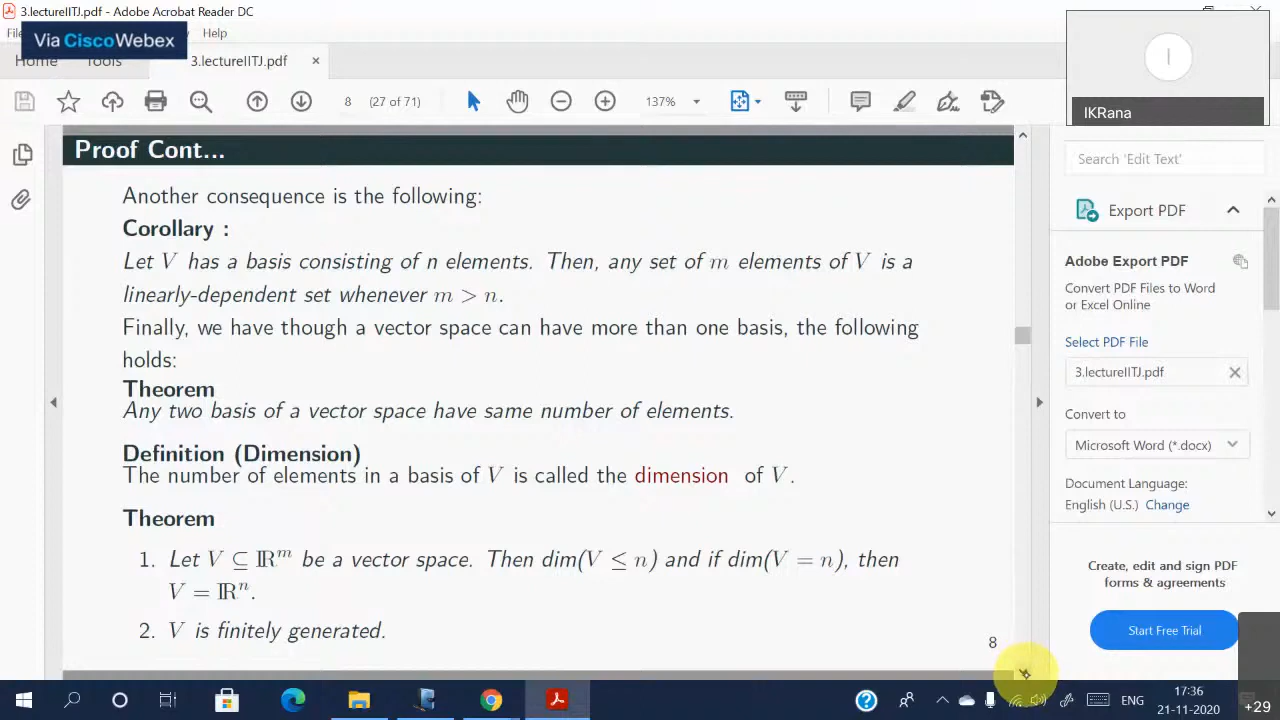 3.lectureIITJ.pdf - Adobe Acrobat Reader DC
Via Cisco Webex
Help
Home Tools 3.lectureIITJ.pdf ×
8 (27 of 71) 137%
I
IKRana
Proof Cont...
Another consequence is the following:
Corollary :
Let V has a basis consisting of n elements. Then, any set of m elements of V is a
linearly-dependent set whenever m > n.
Finally, we have though a vector space can have more than one basis, the following
holds:
Theorem
Any two basis of a vector space have same number of elements.
Definition (Dimension)
The number of elements in a basis of V is called the dimension of V.
Theorem
1. Let V ⊆ ℝ^m be a vector space. Then dim(V ≤ n) and if dim(V = n), then
V = ℝ^n.
2. V is finitely generated.
8
Search 'Edit Text'
Export PDF
Adobe Export PDF
Convert PDF Files to Word
or Excel Online
Select PDF File
3.lectureIITJ.pdf
Convert to
Microsoft Word (*.docx)
Document Language:
English (U.S.) Change
Create, edit and sign PDF
forms & agreements
Start Free Trial
ENG
17:36
21-11-2020
+29